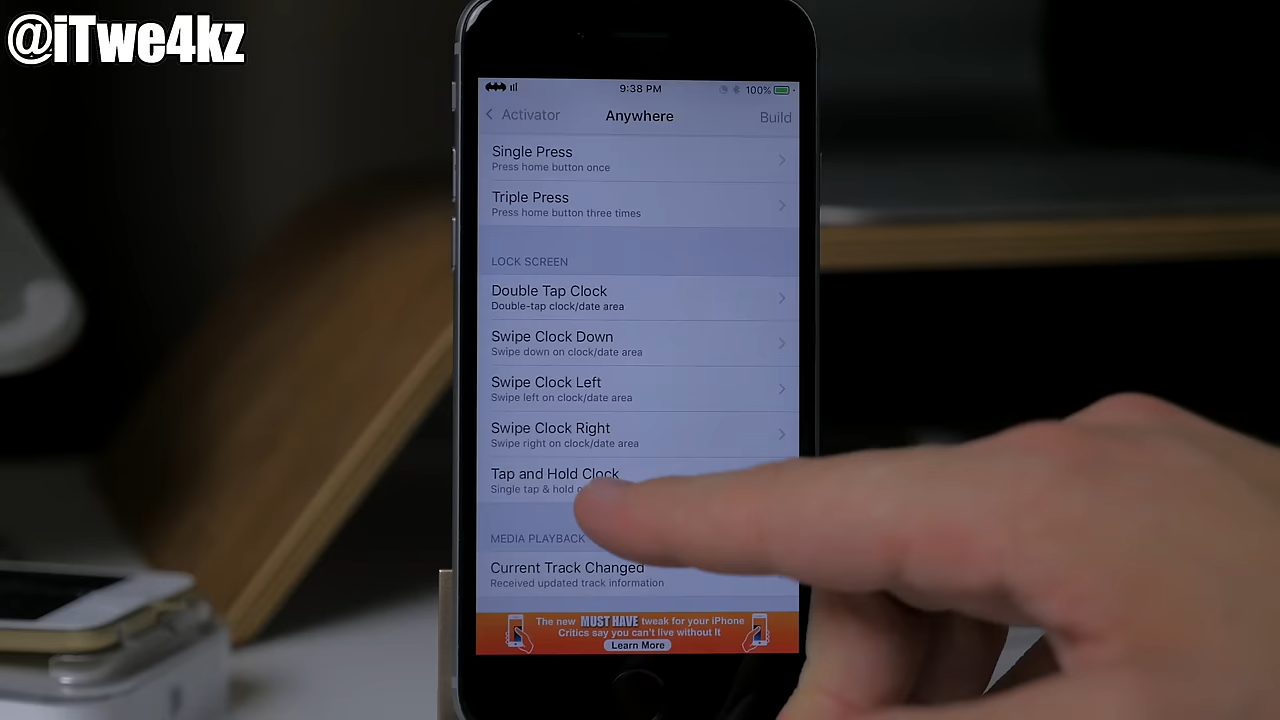 @iTwe4kz
9:38 PM
100%
Activator
Anywhere
Build
Single Press
Press home button once
Triple Press
Press home button three times
LOCK SCREEN
Double Tap Clock
Double-tap clock/date area
Swipe Clock Down
Swipe down on clock/date area
Swipe Clock Left
Swipe left on clock/date area
Swipe Clock Right
Swipe right on clock/date area
Tap and Hold Clock
Single tap & hold
MEDIA PLAYBACK
Current Track Changed
Received updated track information
The new MUST HAVE tweak for your iPhone
Critics say you can't live without It
Learn More